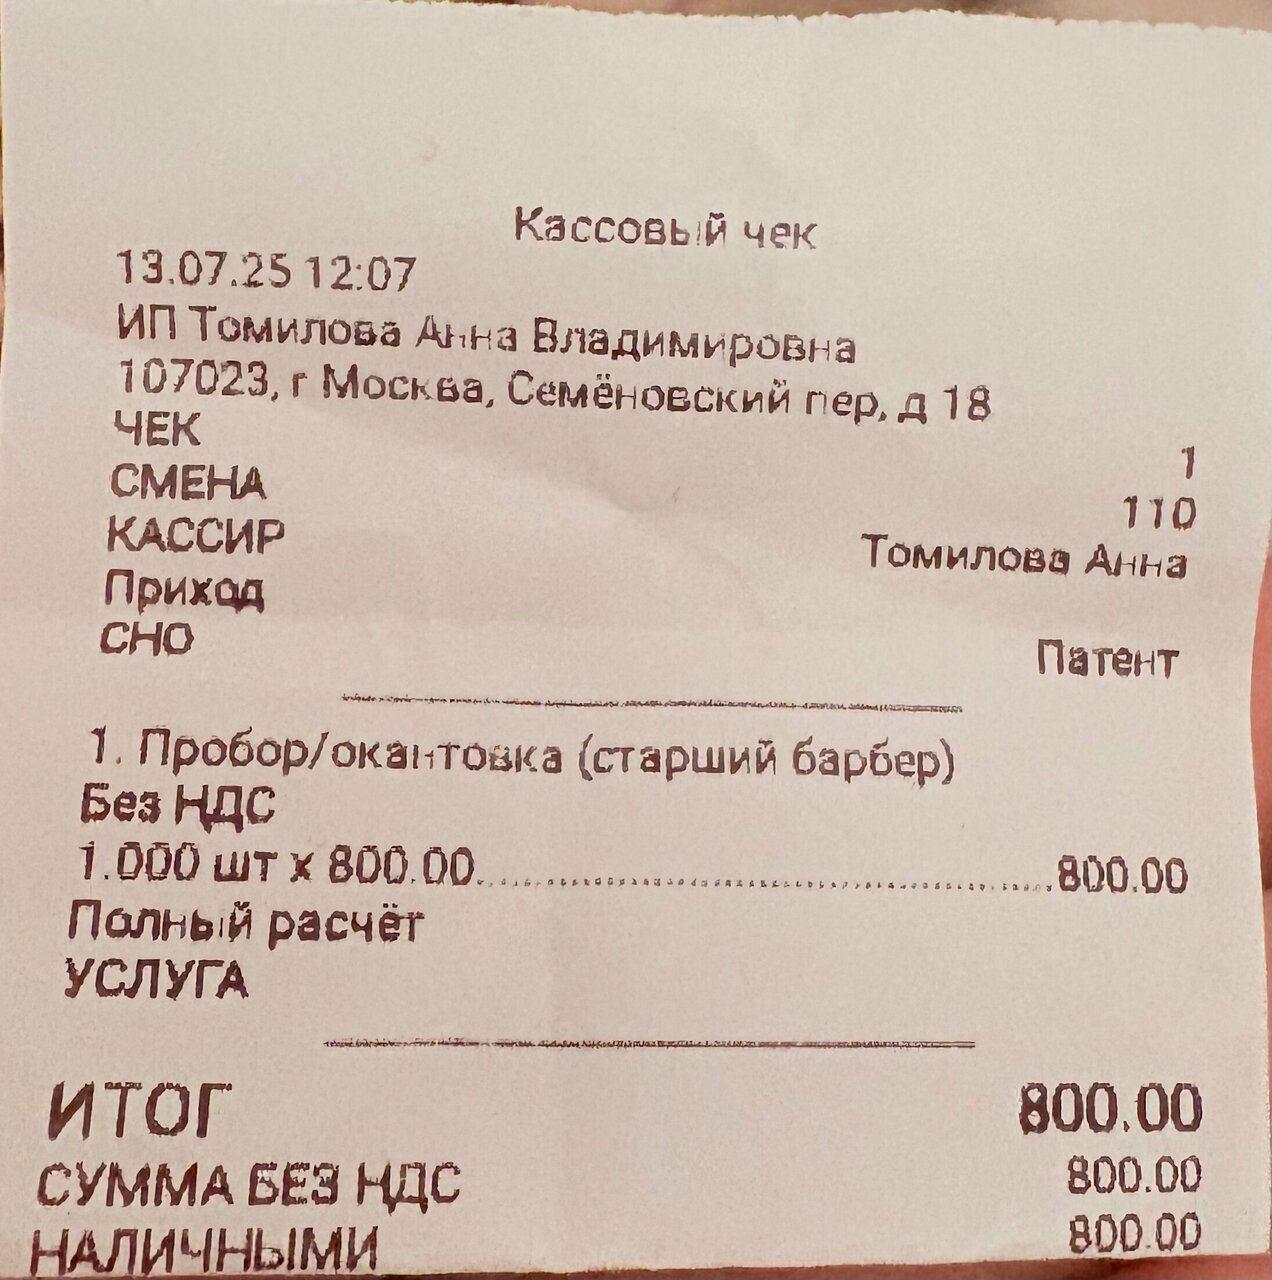 Кассовый чек
13.07.25 12:07
ИП Томилова Анна Владимировна
107023, г Москва, Семёновский пер, д 18
ЧЕК 1
СМЕНА 110
КАССИР Томилова Анна
Приход
СНО Патент
1. Пробор/окантовка (старший барбер)
Без НДС
1.000 шт x 800.00 800.00
Полный расчёт
УСЛУГА
ИТОГ 800.00
СУММА БЕЗ НДС 800.00
НАЛИЧНЫМИ 800.00